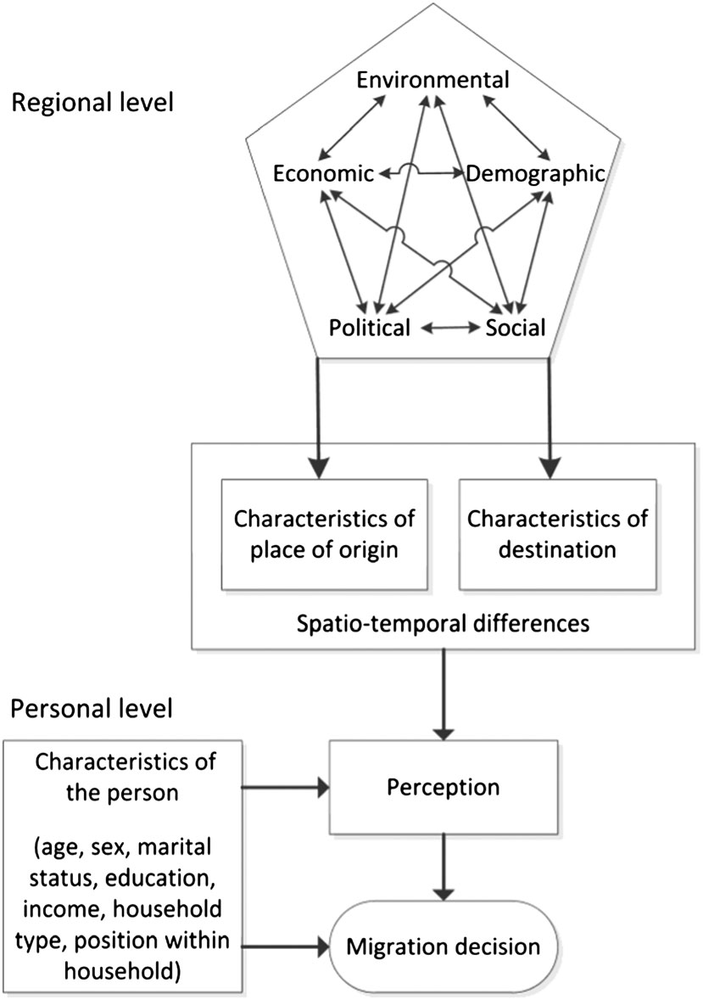 Regional level
Environmental
Economic
Demographic
Political
Social
Characteristics of
place of origin
Characteristics of
destination
Spatio-temporal differences
Personal level
Characteristics of
the person
(age, sex, marital
status, education,
income, household
type, position within
household)
Perception
Migration decision